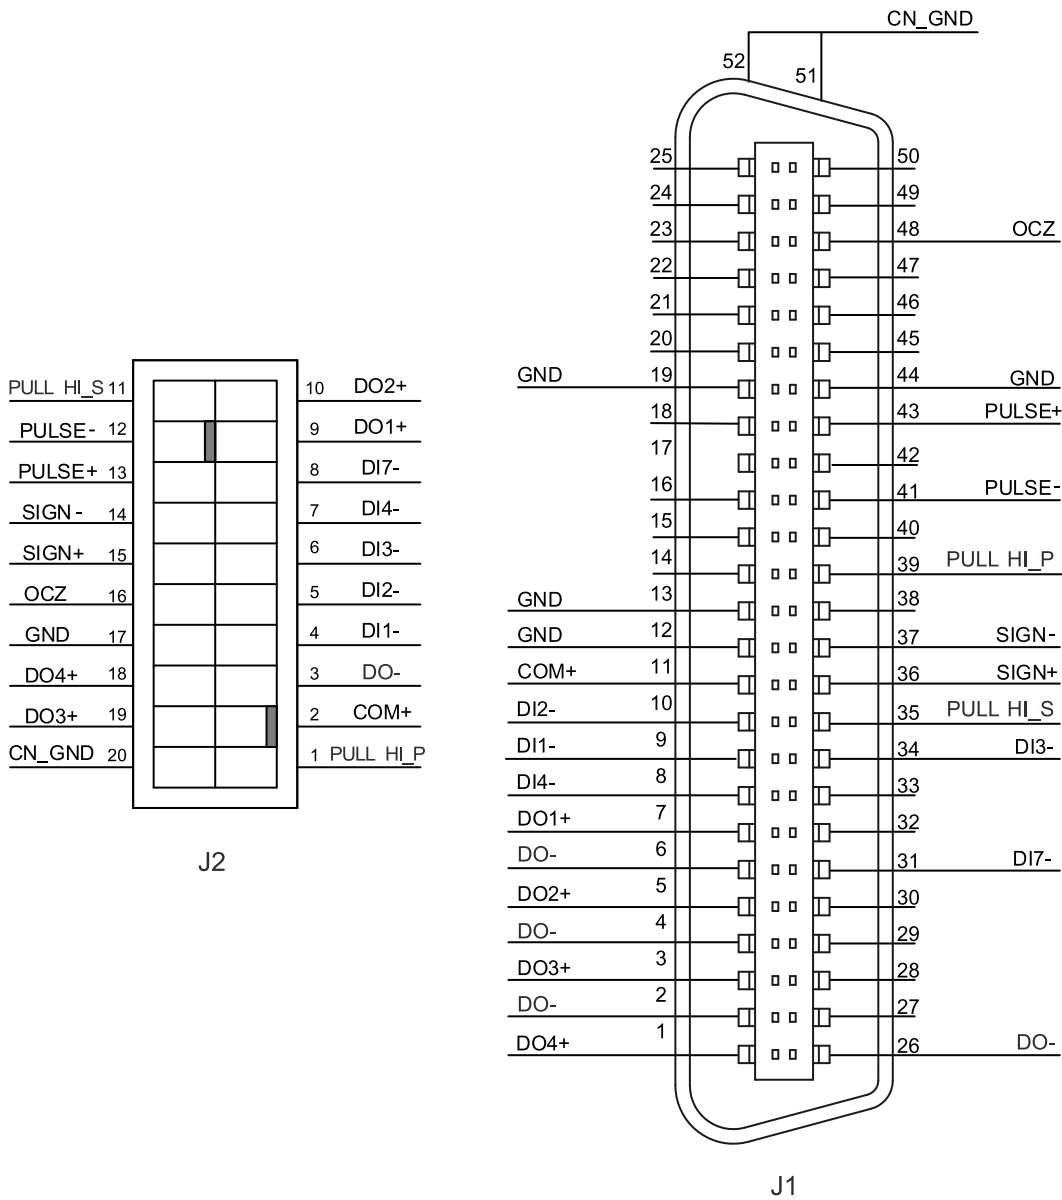 CN_GND
52
51
25 50
24 49
23 48 OCZ
22 47
21 46
20 45
GND 19 44 GND
18 43 PULSE+
17 42
16 41 PULSE-
15 40
14 39 PULL HI_P
GND 13 38
GND 12 37 SIGN-
COM+ 11 36 SIGN+
DI2- 10 35 PULL HI_S
DI1- 9 34 DI3-
DI4- 8 33
DO1+ 7 32
DO- 6 31 DI7-
DO2+ 5 30
DO- 4 29
DO3+ 3 28
DO- 2 27
DO4+ 1 26 DO-
J1
PULL HI_S 11 10 DO2+
PULSE- 12 9 DO1+
PULSE+ 13 8 DI7-
SIGN- 14 7 DI4-
SIGN+ 15 6 DI3-
OCZ 16 5 DI2-
GND 17 4 DI1-
DO4+ 18 3 DO-
DO3+ 19 2 COM+
CN_GND 20 1 PULL HI_P
J2